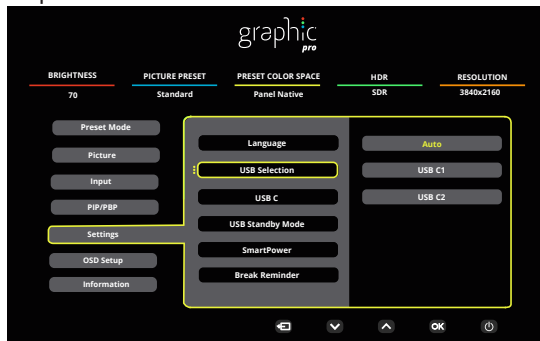 graphic
pro
BRIGHTNESS PICTURE PRESET PRESET COLOR SPACE HDR RESOLUTION
70 Standard Panel Native SDR 3840x2160
Preset Mode
Picture
Input
PIP/PBP
Settings
OSD Setup
Information
Language
USB Selection
USB C
USB Standby Mode
SmartPower
Break Reminder
Auto
USB C1
USB C2
OK